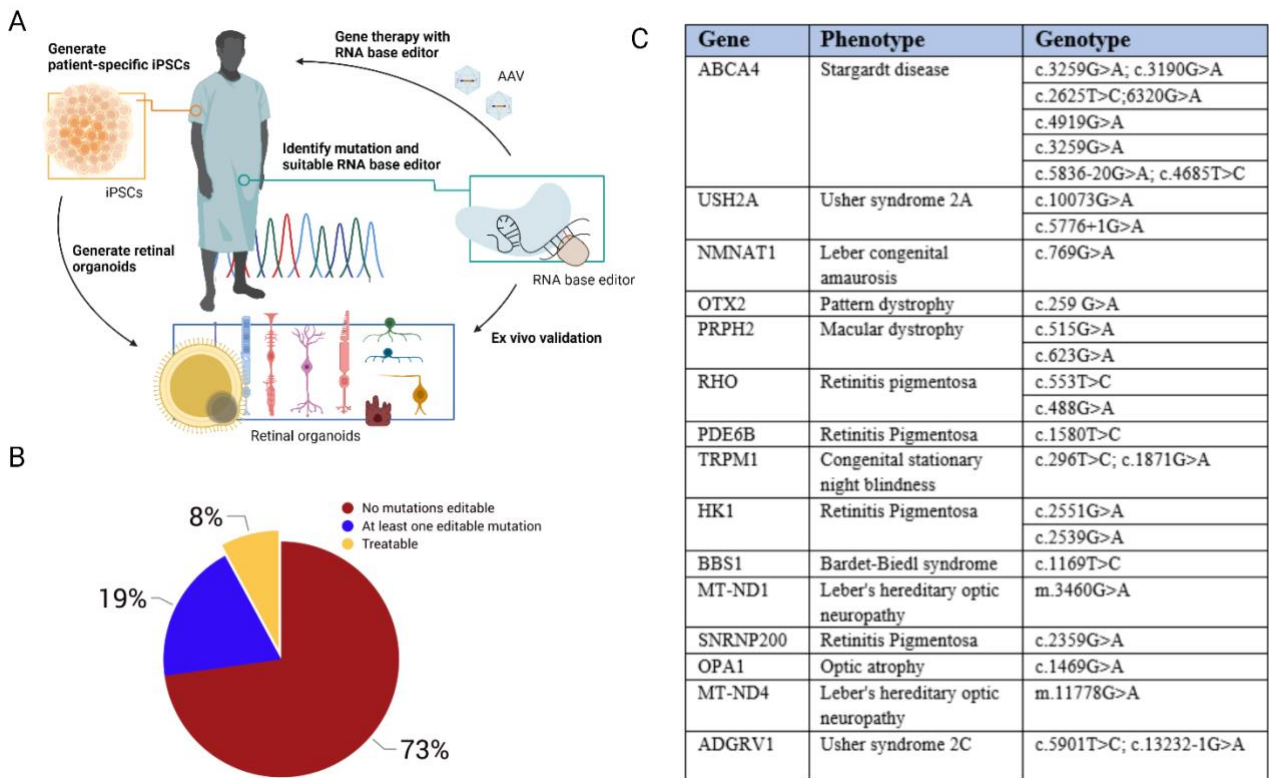 A
Generate
patient-specific iPSCs
iPSCs
Gene therapy with
RNA base editor
AAV
Identify mutation and
suitable RNA base editor
RNA base editor
Generate retinal
organoids
Ex vivo validation
Retinal organoids
B
No mutations editable
At least one editable mutation
Treatable
8%
19%
73%
C
Gene Phenotype Genotype
ABCA4 Stargardt disease c.3259G>A; c.3190G>A
c.2625T>C;6320G>A
c.4919G>A
c.3259G>A
c.5836-20G>A; c.4685T>C
USH2A Usher syndrome 2A c.10073G>A
c.5776+1G>A
NMNAT1 Leber congenital c.769G>A
amaurosis
OTX2 Pattern dystrophy c.259 G>A
PRPH2 Macular dystrophy c.515G>A
c.623G>A
RHO Retinitis pigmentosa c.553T>C
c.488G>A
PDE6B Retinitis Pigmentosa c.1580T>C
TRPM1 Congenital stationary c.296T>C; c.1871G>A
night blindness
HK1 Retinitis Pigmentosa c.2551G>A
c.2539G>A
BBS1 Bardet-Biedl syndrome c.1169T>C
MT-ND1 Leber's hereditary optic m.3460G>A
neuropathy
SNRNP200 Retinitis Pigmentosa c.2359G>A
OPA1 Optic atrophy c.1469G>A
MT-ND4 Leber's hereditary optic m.11778G>A
neuropathy
ADGRV1 Usher syndrome 2C c.5901T>C; c.13232-1G>A